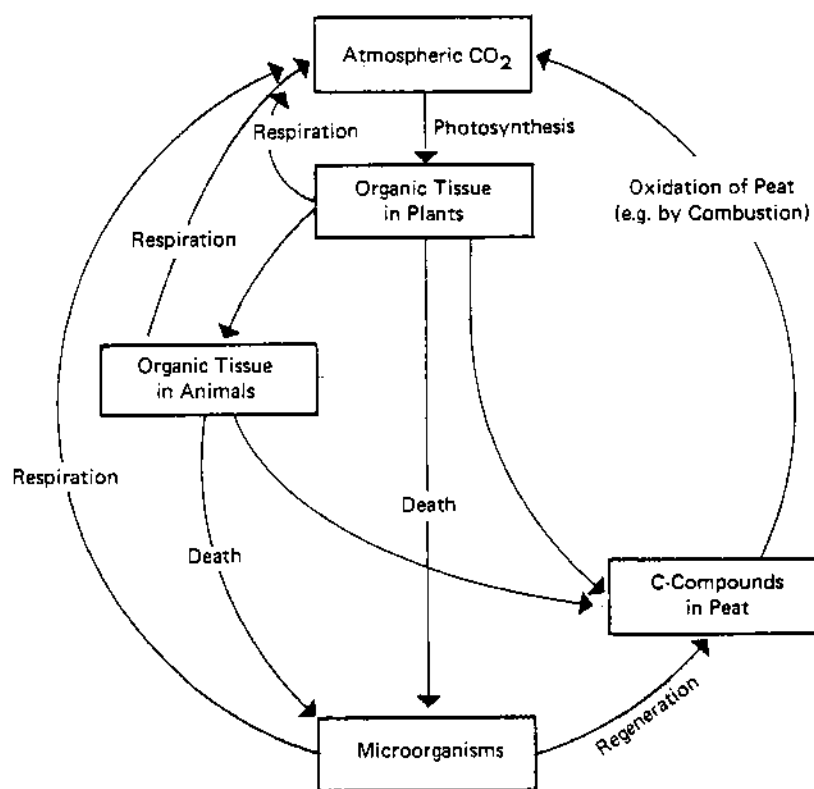 Atmospheric CO₂
Respiration
Photosynthesis
Organic Tissue
in Plants
Oxidation of Peat
(e.g. by Combustion)
Respiration
Organic Tissue
in Animals
Respiration
Death
Death
C-Compounds
in Peat
Regeneration
Microorganisms